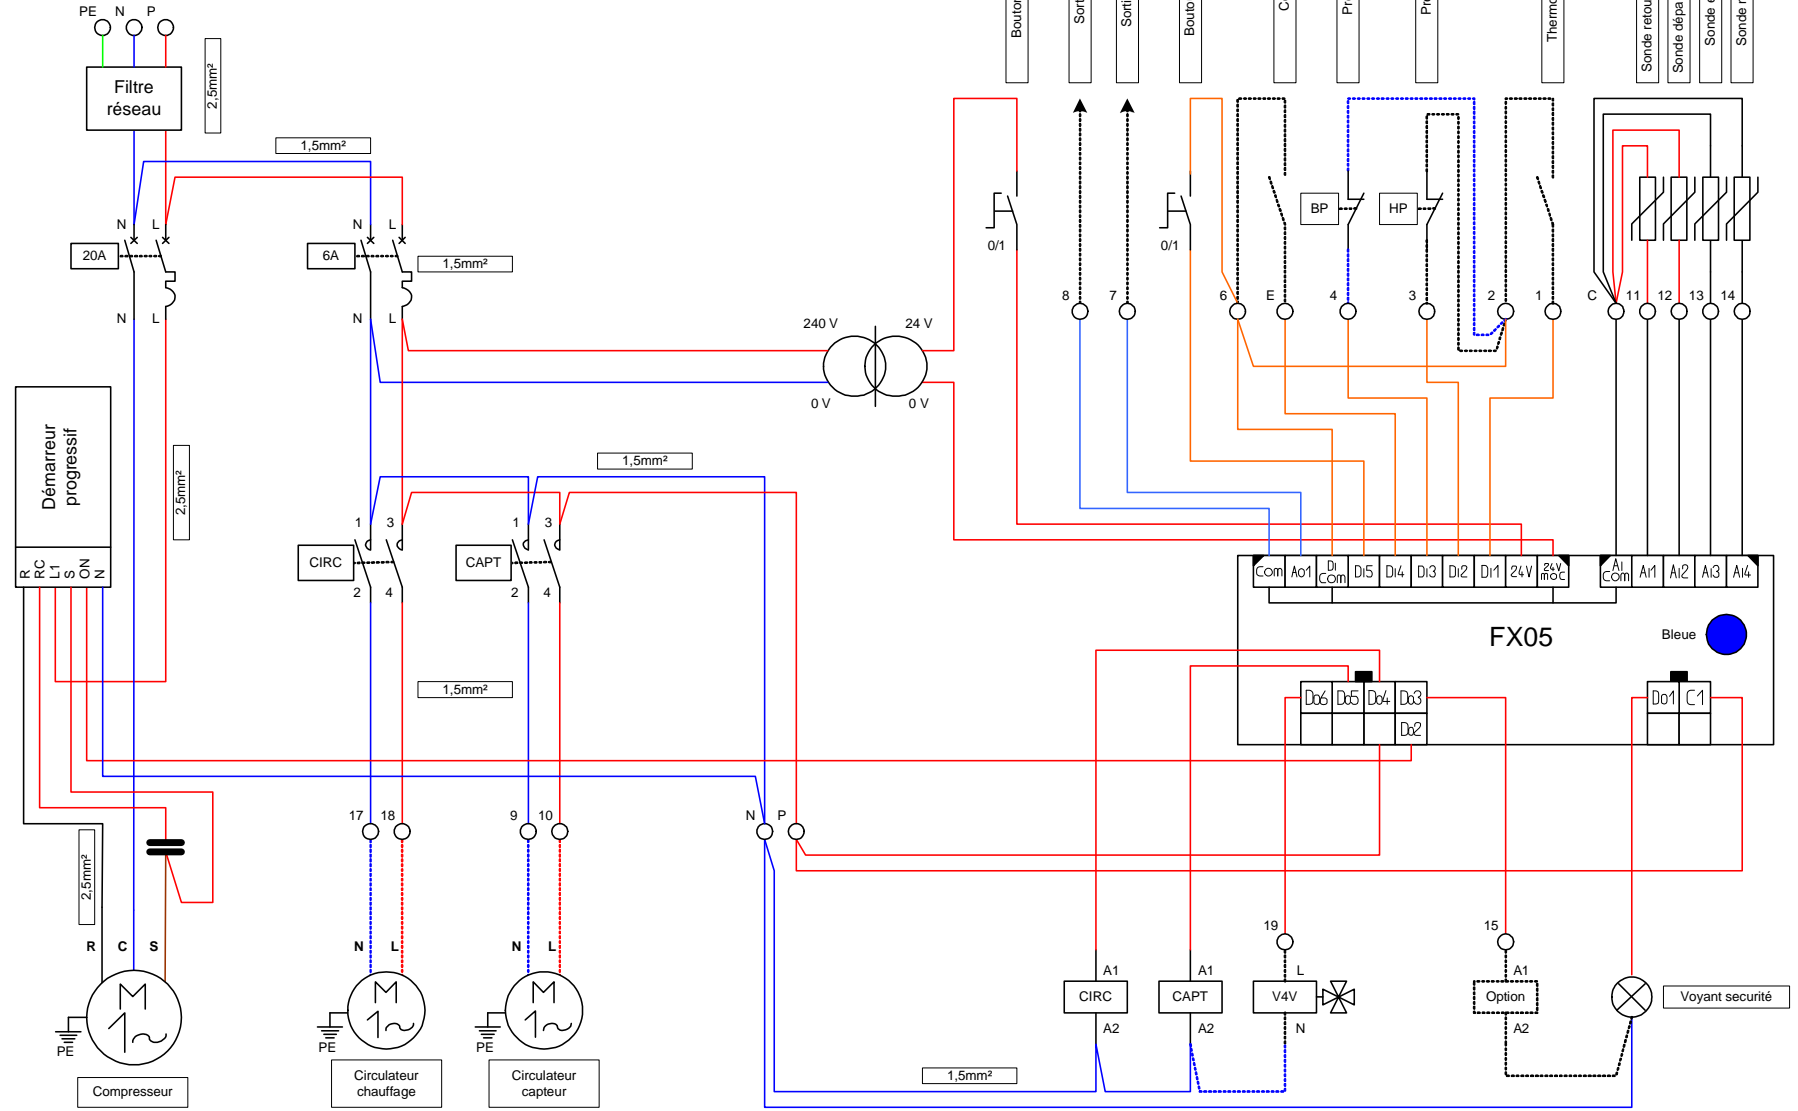 PE N P
Filtre
réseau
2,5mm²
1,5mm²
N L
20A
N L
N L
6A
1,5mm²
N L
240 V 24 V
0 V 0 V
Bouton
0/1
8 7
0/1
6 E 4 3 2 1
BP
HP
Thermo
Sonde retou
Sonde dépa
Sonde e
Sonde r
C 11 12 13 14
Démarreur
progressif
R RC L1 S ON N
2,5mm²
1,5mm²
1 3
CIRC
2 4
1 3
CAPT
2 4
1,5mm²
Com Ao1 Di Com Di5 Di4 Di3 Di2 Di1 24V 24V moC
Ai Com Ai1 Ai2 Ai3 Ai4
FX05
Bleue
Do6 Do5 Do4 Do3
Do2
Do1 C1
17 18
9 10
N P
2,5mm²
R C S
M
1~
PE
Compresseur
N L
M
1~
PE
Circulateur
chauffage
N L
M
1~
PE
Circulateur
capteur
1,5mm²
A1
CIRC
A2
A1
CAPT
A2
19
L
V4V
N
15
A1
Option
A2
Voyant securité